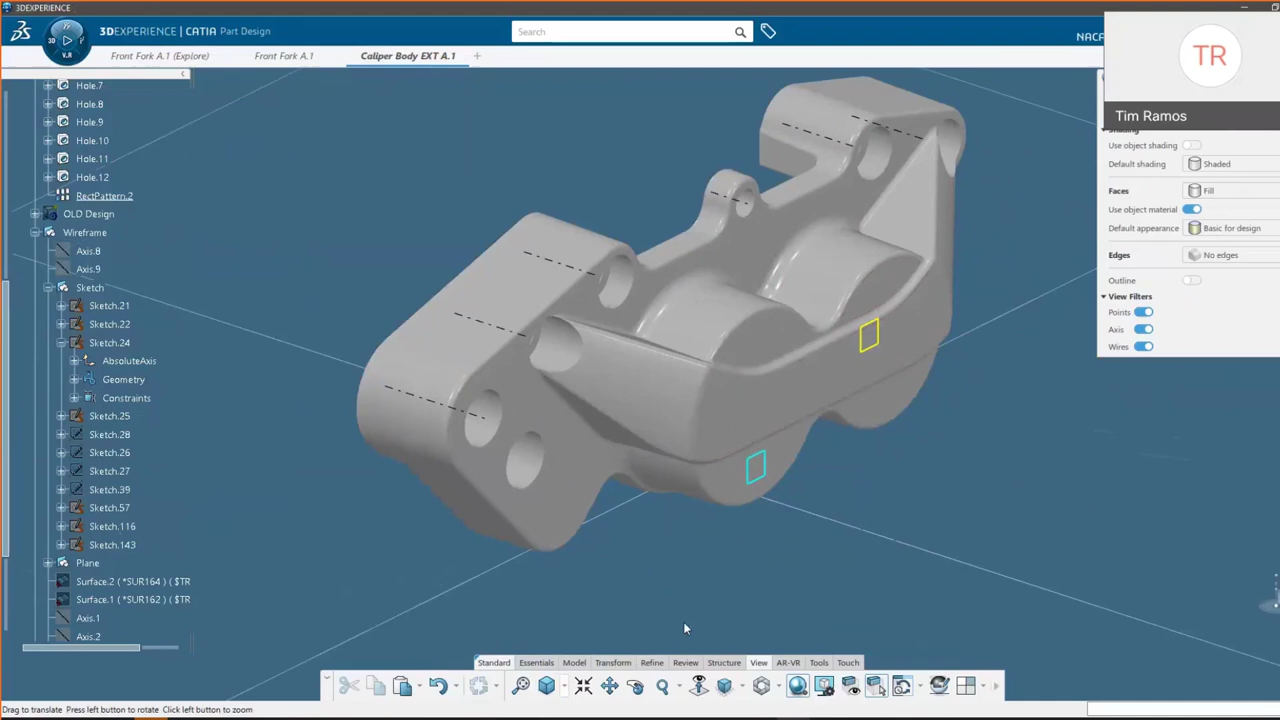 3DEXPERIENCE
3DEXPERIENCE | CATIA Part Design
3D
V.R
Search
NACA
TR
Tim Ramos
Front Fork A.1 (Explore)
Front Fork A.1
Caliper Body EXT A.1
Hole.7
Hole.8
Hole.9
Hole.10
Hole.11
Hole.12
RectPattern.2
OLD Design
Wireframe
Axis.8
Axis.9
Sketch
Sketch.21
Sketch.22
Sketch.24
AbsoluteAxis
Geometry
Constraints
Sketch.25
Sketch.28
Sketch.26
Sketch.27
Sketch.39
Sketch.57
Sketch.116
Sketch.143
Plane
Surface.2 ( *SUR164 ) ( $TR
Surface.1 ( *SUR162 ) ( $TR
Axis.1
Axis.2
Shading
Use object shading
Default shading Shaded
Faces Fill
Use object material
Default appearance Basic for design
Edges No edges
Outline
View Filters
Points
Axis
Wires
Standard Essentials Model Transform Refine Review Structure View AR-VR Tools Touch
Drag to translate Press left button to rotate Click left button to zoom